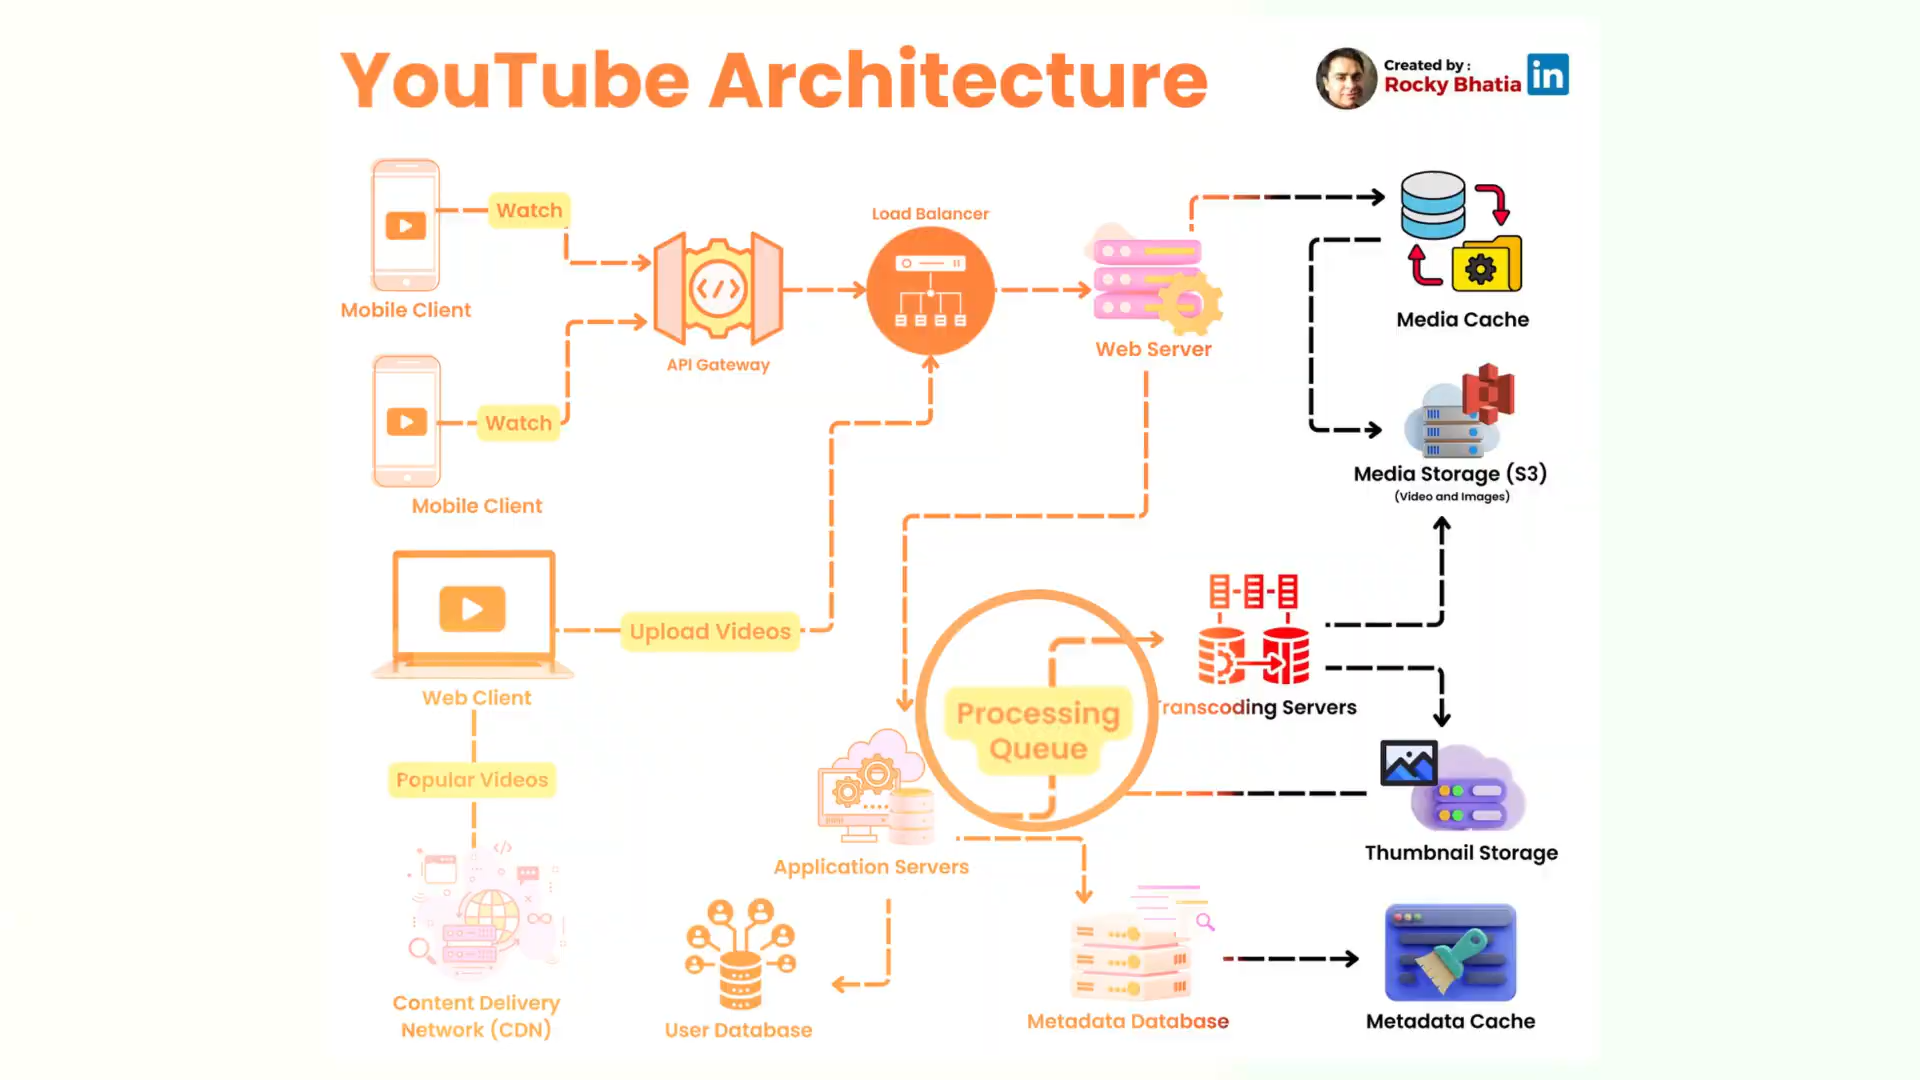 YouTube Architecture
Created by :
Rocky Bhatia
in
Watch
Mobile Client
Load Balancer
API Gateway
Web Server
Media Cache
Watch
Mobile Client
Media Storage (S3)
(Video and Images)
Upload Videos
Web Client
Processing
Queue
Transcoding Servers
Popular Videos
Application Servers
Thumbnail Storage
Content Delivery
Network (CDN)
User Database
Metadata Database
Metadata Cache